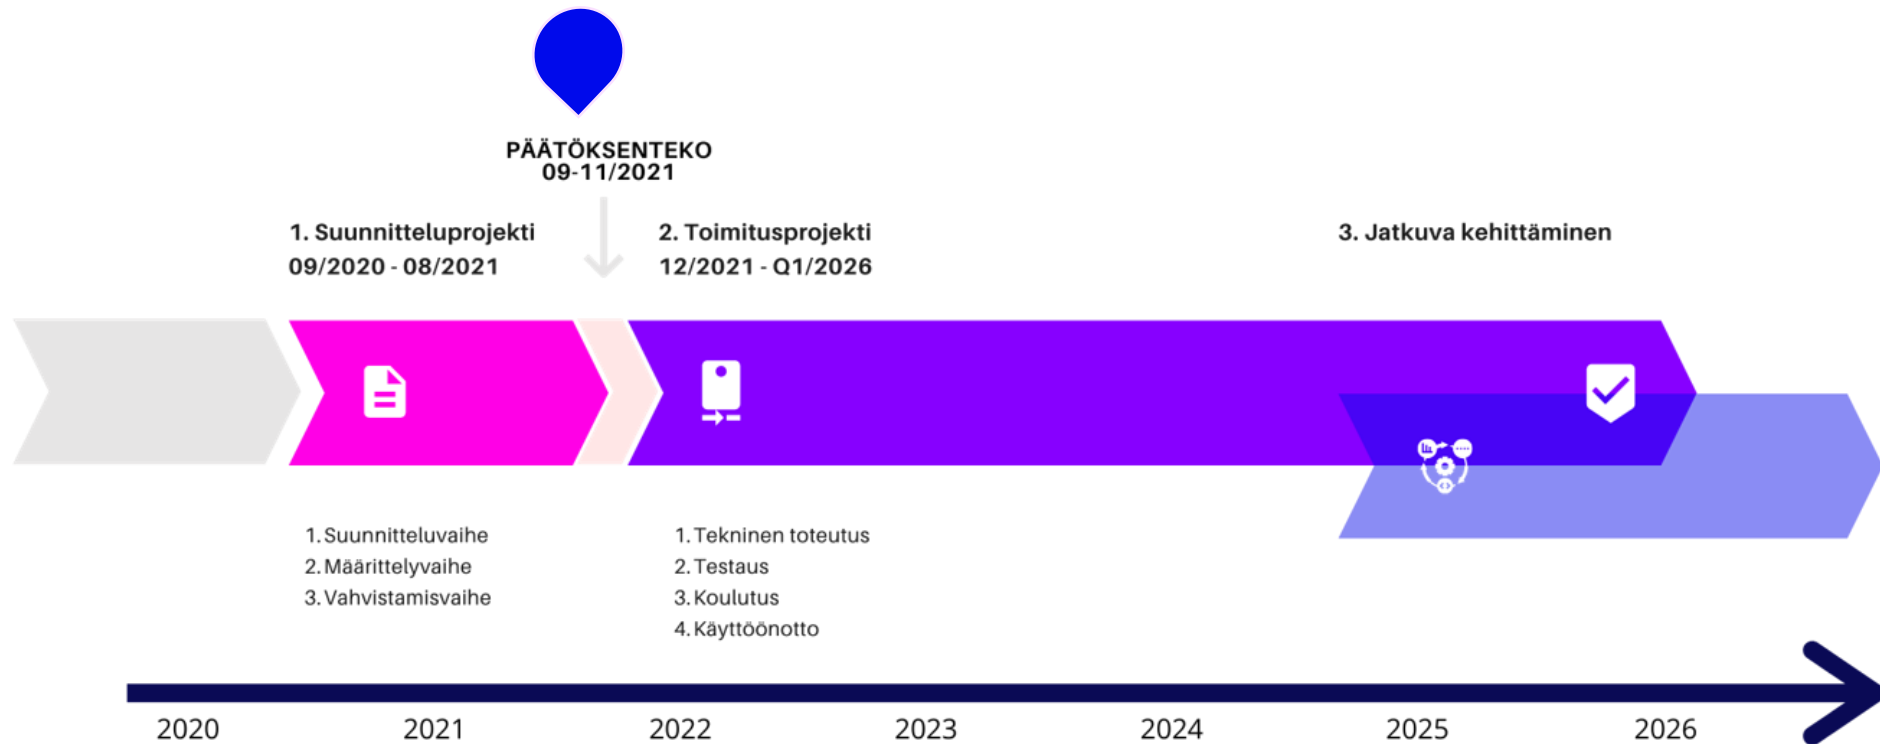 PÄÄTÖKSENTEKO
09-11/2021
1. Suunnitteluprojekti
09/2020 - 08/2021
2. Toimitusprojekti
12/2021 - Q1/2026
3. Jatkuva kehittäminen
1. Suunnitteluvaihe
2. Määrittelyvaihe
3. Vahvistamisvaihe
1. Tekninen toteutus
2. Testaus
3. Koulutus
4. Käyttöönotto
2020 2021 2022 2023 2024 2025 2026